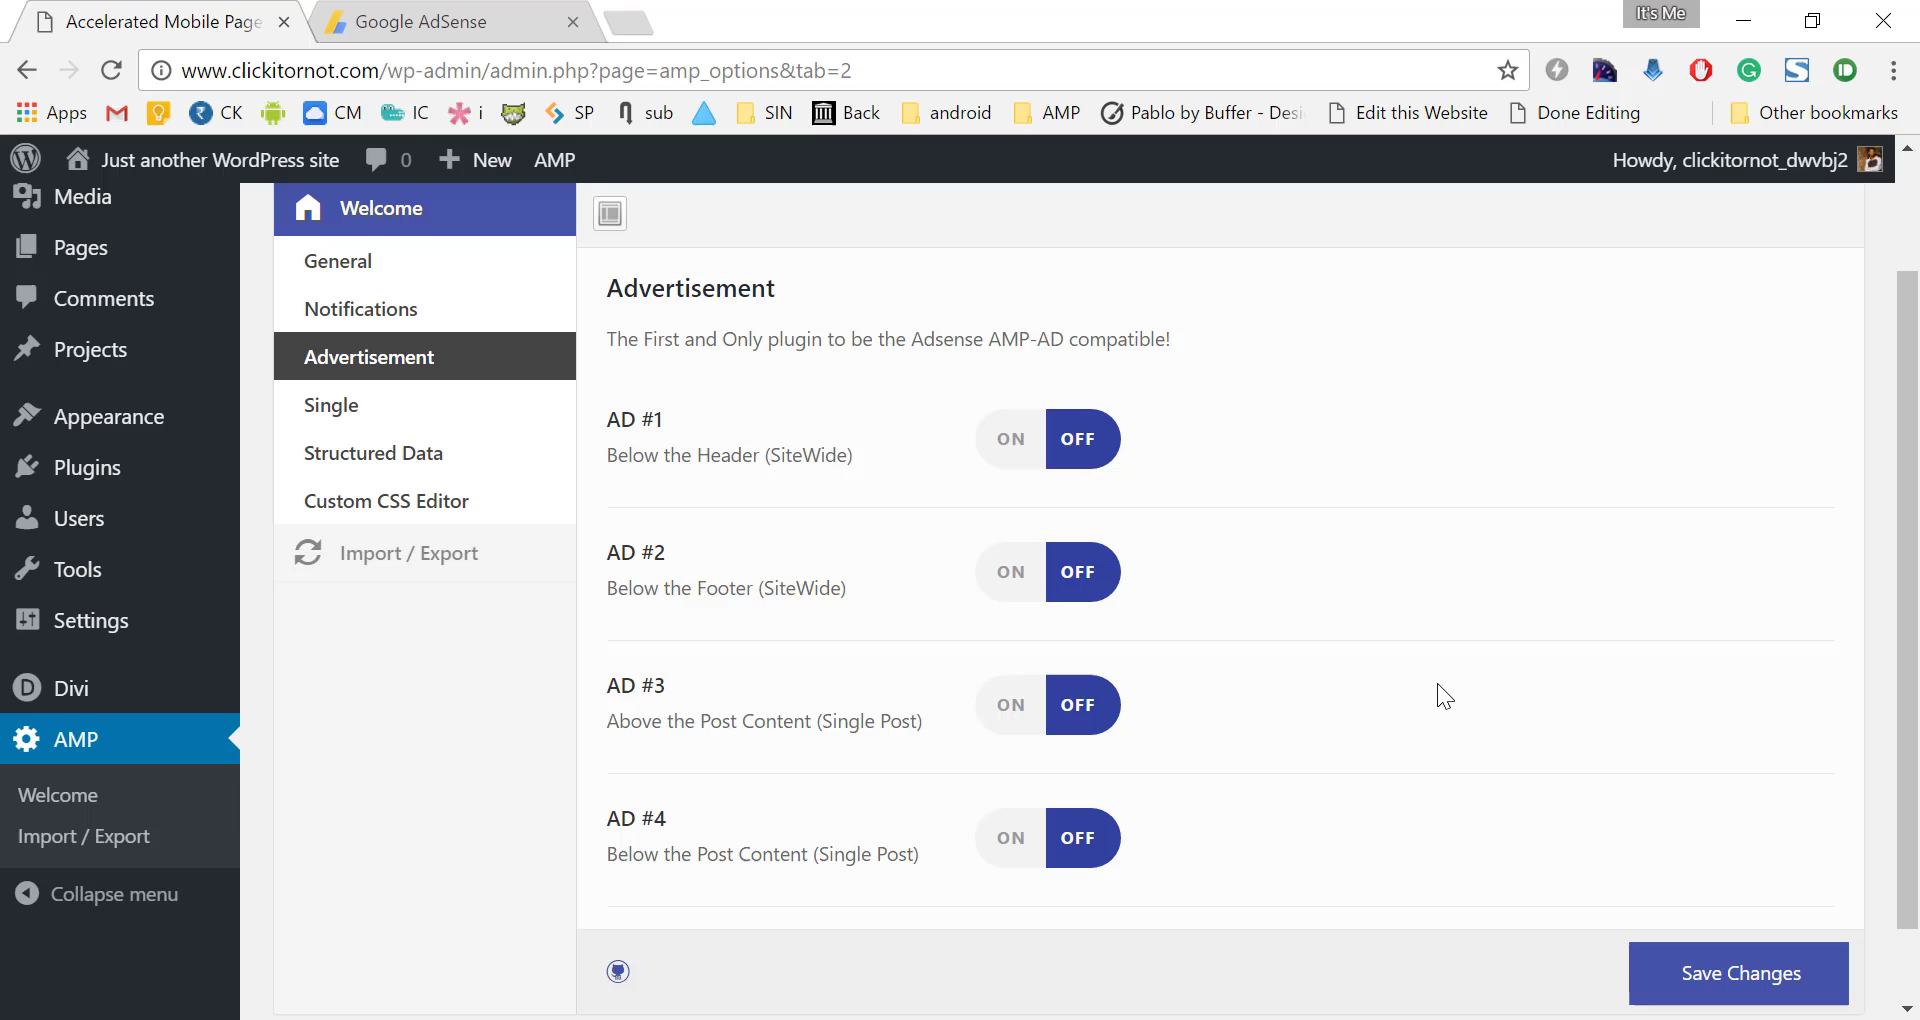 It's Me
Accelerated Mobile Page
Google AdSense
www.clickitornot.com/wp-admin/admin.php?page=amp_options&tab=2
Apps CK CM IC i SP sub SIN Back android AMP Pablo by Buffer - Desi Edit this Website Done Editing Other bookmarks
Just another WordPress site 0 New AMP Howdy, clickitornot_dwvbj2
Media
Pages
Comments
Projects
Appearance
Plugins
Users
Tools
Settings
Divi
AMP
Welcome
Import / Export
Collapse menu
Welcome
General
Notifications
Advertisement
Single
Structured Data
Custom CSS Editor
Import / Export
Advertisement
The First and Only plugin to be the Adsense AMP-AD compatible!
AD #1
Below the Header (SiteWide)
ON OFF
AD #2
Below the Footer (SiteWide)
ON OFF
AD #3
Above the Post Content (Single Post)
ON OFF
AD #4
Below the Post Content (Single Post)
ON OFF
Save Changes